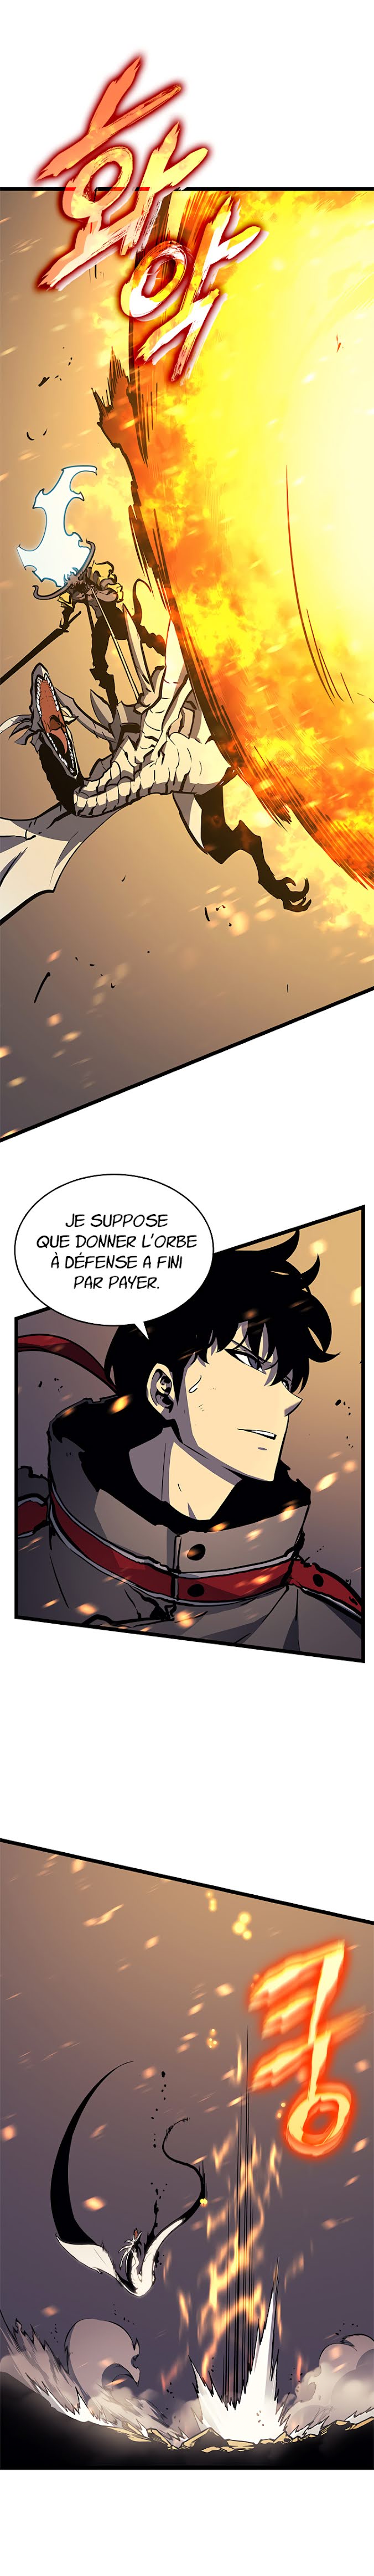 화
악
JE SUPPOSE
QUE DONNER L'ORBE
À DÉFENSE A FINI
PAR PAYER.
쿵